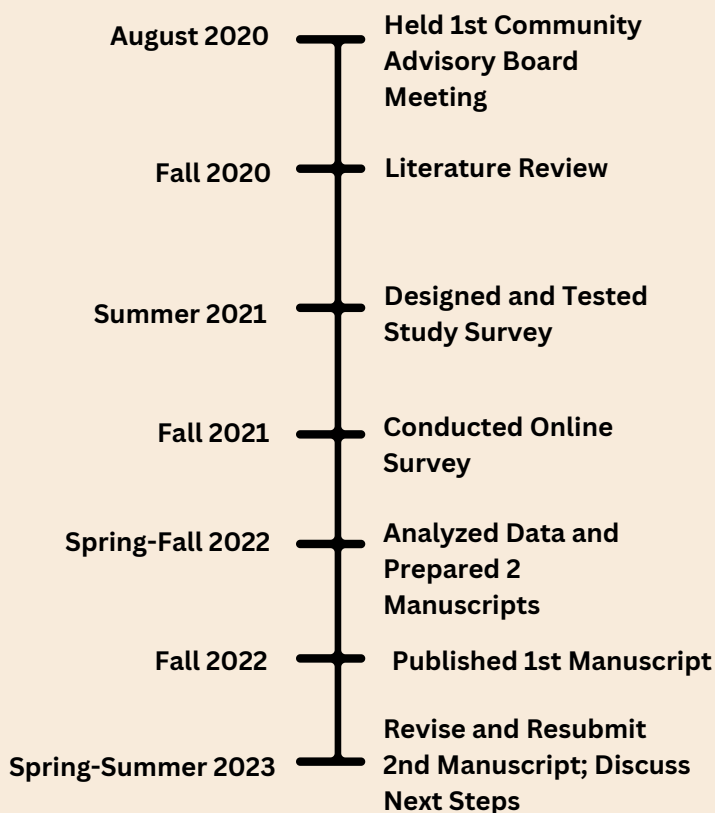 August 2020
Held 1st Community
Advisory Board
Meeting
Fall 2020
Literature Review
Summer 2021
Designed and Tested
Study Survey
Fall 2021
Conducted Online
Survey
Spring-Fall 2022
Analyzed Data and
Prepared 2
Manuscripts
Fall 2022
Published 1st Manuscript
Spring-Summer 2023
Revise and Resubmit
2nd Manuscript; Discuss
Next Steps